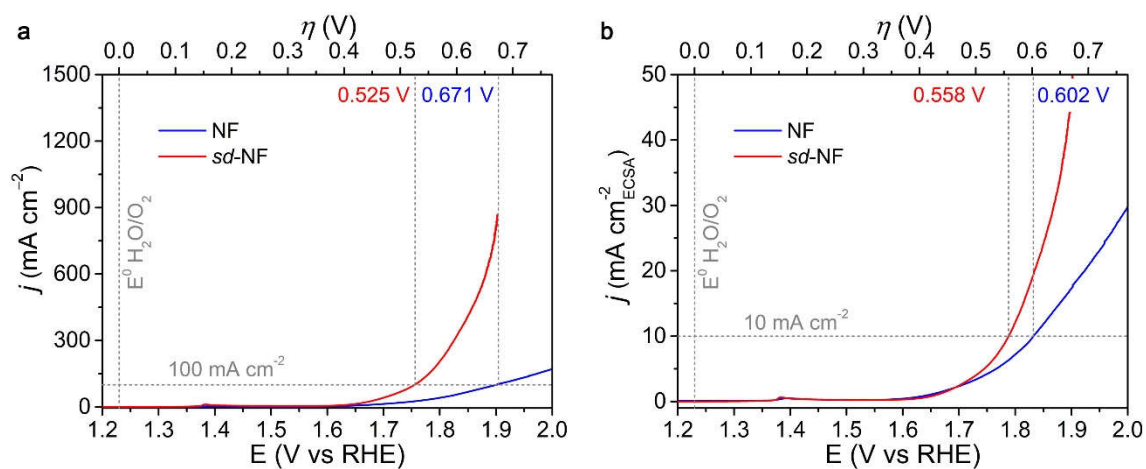 a
η (V)
0.0 0.1 0.2 0.3 0.4 0.5 0.6 0.7
1500
1200
900
600
300
0
j (mA cm⁻²)
0.525 V 0.671 V
NF
sd-NF
E⁰ H₂O/O₂
100 mA cm⁻²
1.2 1.3 1.4 1.5 1.6 1.7 1.8 1.9 2.0
E (V vs RHE)
b
η (V)
0.0 0.1 0.2 0.3 0.4 0.5 0.6 0.7
50
40
30
20
10
0
j (mA cm⁻²ECSA)
0.558 V 0.602 V
NF
sd-NF
E⁰ H₂O/O₂
10 mA cm⁻²
1.2 1.3 1.4 1.5 1.6 1.7 1.8 1.9 2.0
E (V vs RHE)